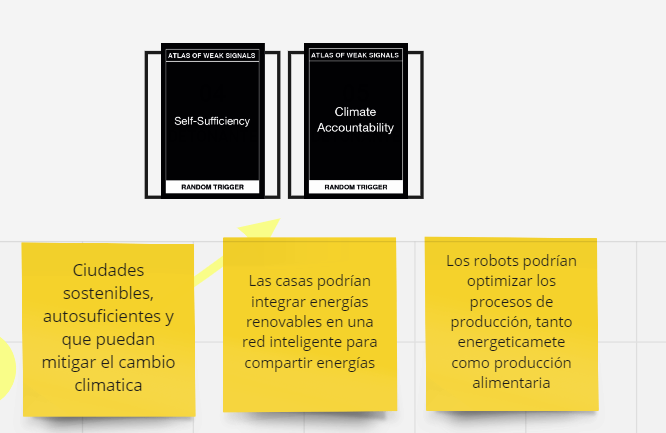 ATLAS OF WEAK SIGNALS
Self-Sufficiency
RANDOM TRIGGER
ATLAS OF WEAK SIGNALS
Climate
Accountability
RANDOM TRIGGER
Ciudades
sostenibles,
autosuficientes y
que puedan
mitigar el cambio
climatica
Las casas podrían
integrar energías
renovables en una
red inteligente para
compartir energías
Los robots podrían
optimizar los
procesos de
producción, tanto
energeticamete
como producción
alimentaria